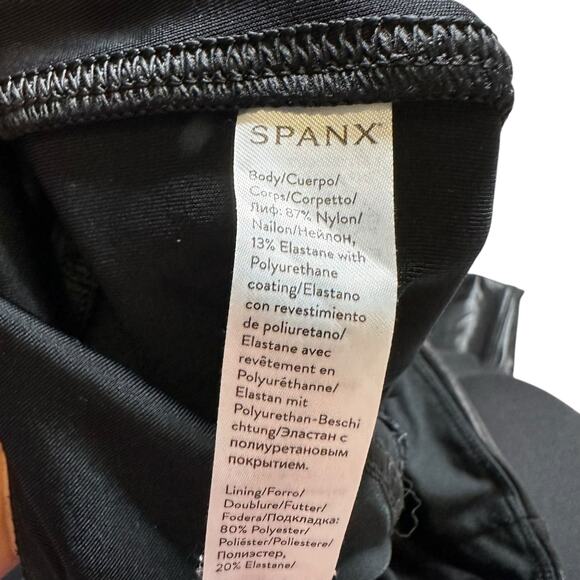 SPANX
Body/Cuerpo/
Corps/Corpetto/
Лиф: 87% Nylon/
Nailon/Нейлон,
13% Elastane with
Polyurethane
coating/Elastano
con revestimiento
de poliuretano/
Elastane avec
revêtement en
Polyuréthanne/
Elastan mit
Polyurethan-Beschi
chtung/Эластан с
полиуретановым
покрытием.
Lining/Forro/
Doublure/Futter/
Fodera/Подкладка:
80% Polyester/
Poliéster/Poliestere/
Полиэстер,
20% Elastane/